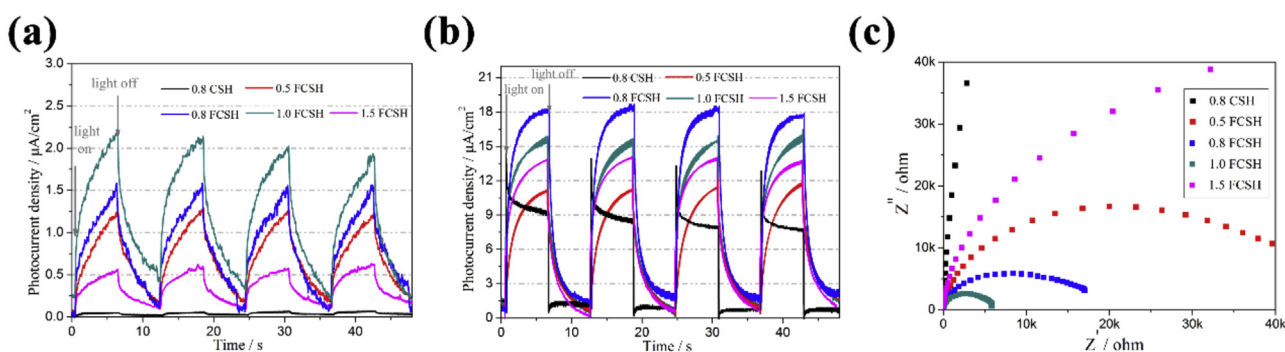 (a)
3.0
2.5
2.0
1.5
1.0
0.5
0.0
Photocurrent density / μA/cm²
light off
light
on
0.8 CSH
0.5 FCSH
0.8 FCSH
1.0 FCSH
1.5 FCSH
0
10
20
30
40
Time / s
(b)
21
18
15
12
9
6
3
0
Photocurrent density / μA/cm²
light on
light off
0.8 CSH
0.5 FCSH
0.8 FCSH
1.0 FCSH
1.5 FCSH
0
10
20
30
40
Time / s
(c)
40k
30k
20k
10k
0
Z'' / ohm
0.8 CSH
0.5 FCSH
0.8 FCSH
1.0 FCSH
1.5 FCSH
0
10k
20k
30k
40k
Z' / ohm